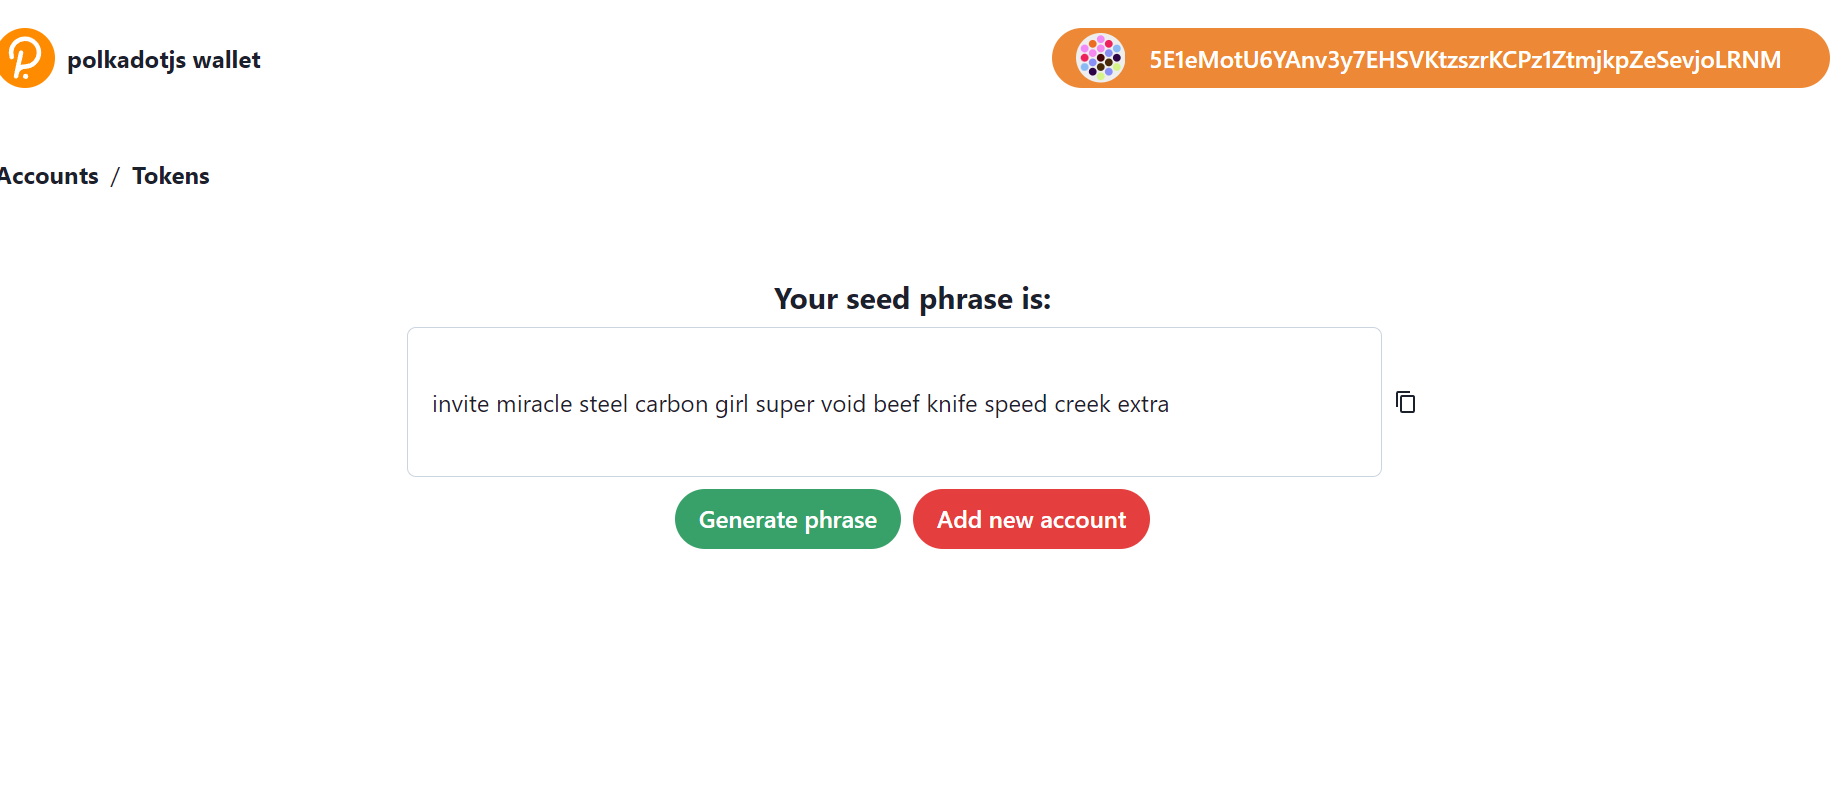 polkadotjs wallet
5E1eMotU6YAnv3y7EHSVKtzszrKCPz1ZtmjkpZeSevjoLRNM
Accounts / Tokens
Your seed phrase is:
invite miracle steel carbon girl super void beef knife speed creek extra
Generate phrase
Add new account